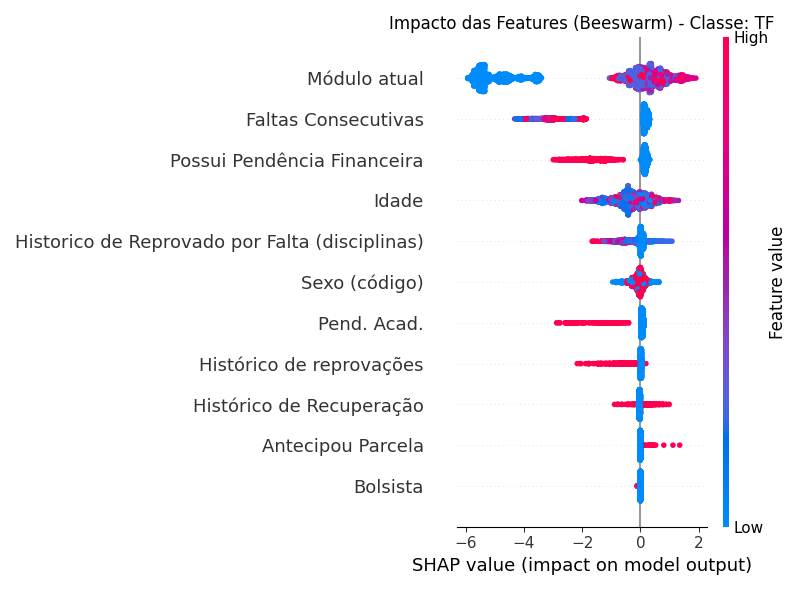 Impacto das Features (Beeswarm) - Classe: TF
High
Módulo atual
Faltas Consecutivas
Possui Pendência Financeira
Idade
Historico de Reprovado por Falta (disciplinas)
Sexo (código)
Pend. Acad.
Histórico de reprovações
Histórico de Recuperação
Antecipou Parcela
Bolsista
Feature value
Low
−6 −4 −2 0 2
SHAP value (impact on model output)